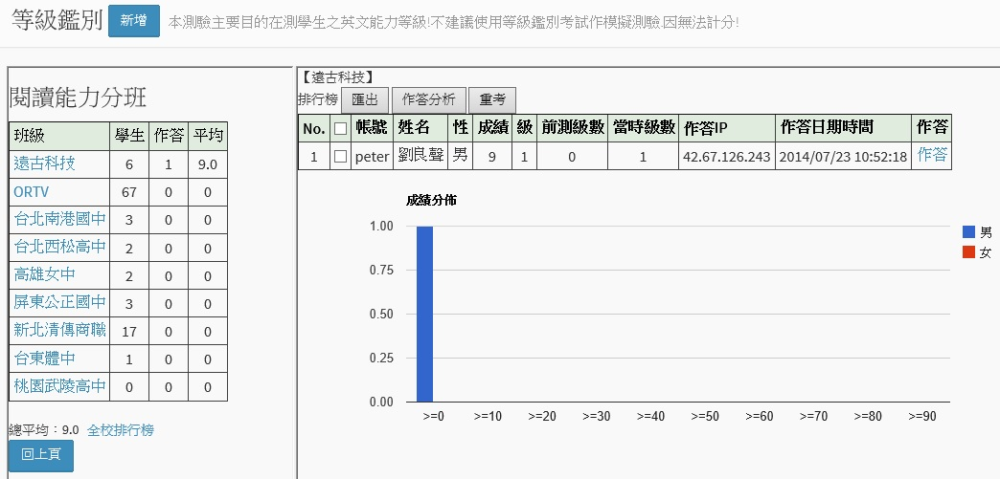 等級鑑別 新增 本測驗主要目的在測學生之英文能力等級!不建議使用等級鑑別考試作模擬測驗.因無法計分!
閱讀能力分班
班級 學生 作答 平均
遠古科技 6 1 9.0
ORTV 67 0 0
台北南港國中 3 0 0
台北西松高中 2 0 0
高雄女中 2 0 0
屏東公正國中 3 0 0
新北清傳商職 17 0 0
台東體中 1 0 0
桃園武陵高中 0 0 0
總平均：9.0 全校排行榜
回上頁
【遠古科技】
排行榜 匯出 作答分析 重考
No. 帳號 姓名 性 成績 級 前測級數 當時級數 作答IP 作答日期時間 作答
1 peter 劉良聲 男 9 1 0 1 42.67.126.243 2014/07/23 10:52:18 作答
成績分佈
1.00
0.75
0.50
0.25
0.00
>=0 >=10 >=20 >=30 >=40 >=50 >=60 >=70 >=80 >=90
男
女